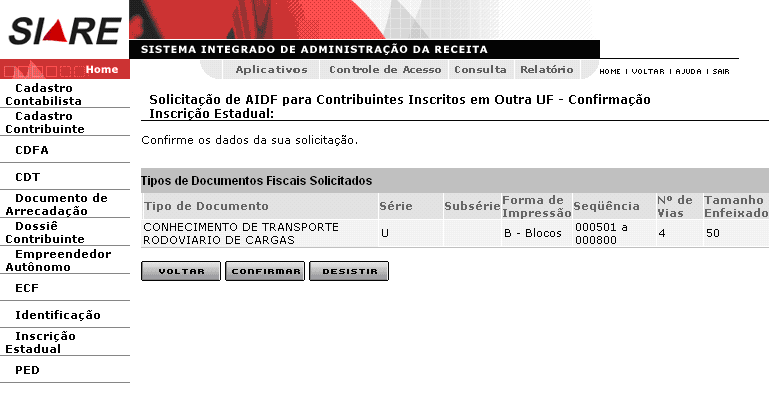 SIARE
SISTEMA INTEGRADO DE ADMINISTRAÇÃO DA RECEITA
Home
Aplicativos Controle de Acesso Consulta Relatório HOME | VOLTAR | AJUDA | SAIR
Cadastro
Contabilista
Cadastro
Contribuinte
CDFA
CDT
Documento de
Arrecadação
Dossiê
Contribuinte
Empreendedor
Autônomo
ECF
Identificação
Inscrição
Estadual
PED
Solicitação de AIDF para Contribuintes Inscritos em Outra UF - Confirmação
Inscrição Estadual:
Confirme os dados da sua solicitação.
Tipos de Documentos Fiscais Solicitados
Tipo de Documento Série Subsérie Forma de Impressão Seqüência Nº de Vias Tamanho Enfeixado
CONHECIMENTO DE TRANSPORTE RODOVIARIO DE CARGAS U B - Blocos 000501 a 000800 4 50
VOLTAR CONFIRMAR DESISTIR